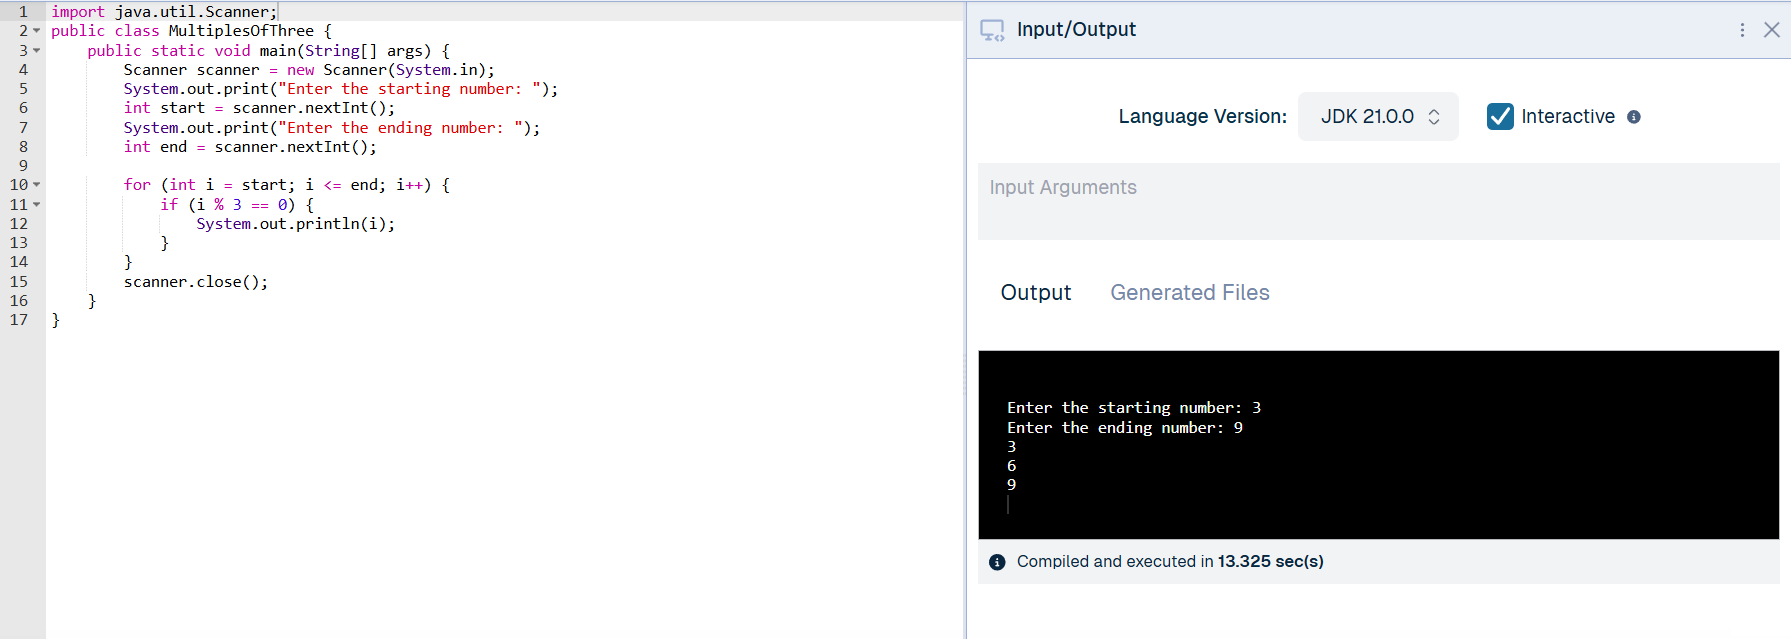 1 import java.util.Scanner;
2 public class MultiplesOfThree {
3     public static void main(String[] args) {
4         Scanner scanner = new Scanner(System.in);
5         System.out.print("Enter the starting number: ");
6         int start = scanner.nextInt();
7         System.out.print("Enter the ending number: ");
8         int end = scanner.nextInt();
9
10         for (int i = start; i <= end; i++) {
11             if (i % 3 == 0) {
12                 System.out.println(i);
13             }
14         }
15         scanner.close();
16     }
17 }
Input/Output
Language Version: JDK 21.0.0 Interactive
Input Arguments
Output Generated Files
Enter the starting number: 3
Enter the ending number: 9
3
6
9
Compiled and executed in 13.325 sec(s)